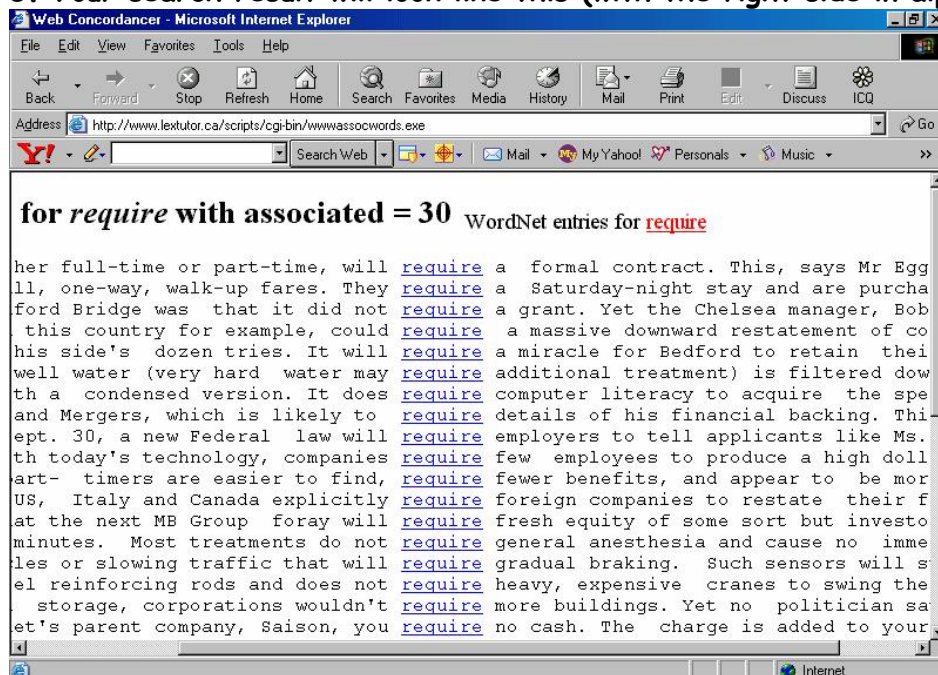 Web Concordancer - Microsoft Internet Explorer
File Edit View Favorites Tools Help
Back Forward Stop Refresh Home Search Favorites Media History Mail Print Edit Discuss ICQ
Address http://www.lextutor.ca/scripts/cgi-bin/wwwassocwords.exe Go
Y! Search Web Mail My Yahoo! Personals Music »
for require with associated = 30 WordNet entries for require
her full-time or part-time, will require a formal contract. This, says Mr Egg
ll, one-way, walk-up fares. They require a Saturday-night stay and are purcha
ford Bridge was that it did not require a grant. Yet the Chelsea manager, Bob
this country for example, could require a massive downward restatement of co
his side's dozen tries. It will require a miracle for Bedford to retain thei
well water (very hard water may require additional treatment) is filtered dow
th a condensed version. It does require computer literacy to acquire the spe
and Mergers, which is likely to require details of his financial backing. Thi
ept. 30, a new Federal law will require employers to tell applicants like Ms.
th today's technology, companies require few employees to produce a high doll
art- timers are easier to find, require fewer benefits, and appear to be mor
US, Italy and Canada explicitly require foreign companies to restate their f
at the next MB Group foray will require fresh equity of some sort but investo
minutes. Most treatments do not require general anesthesia and cause no imme
les or slowing traffic that will require gradual braking. Such sensors will s
el reinforcing rods and does not require heavy, expensive cranes to swing the
storage, corporations wouldn't require more buildings. Yet no politician sa
et's parent company, Saison, you require no cash. The charge is added to your
Internet